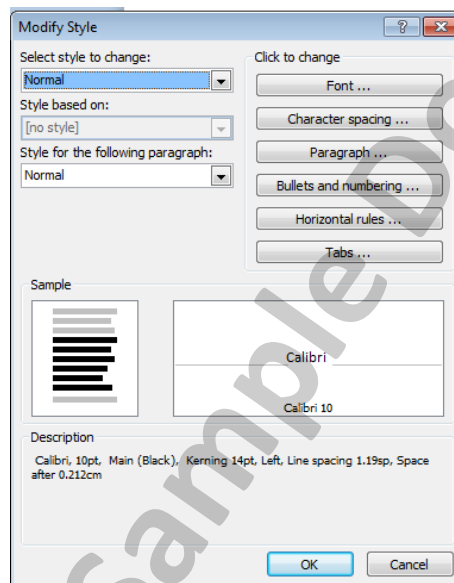 Modify Style
Select style to change:
Normal
Style based on:
[no style]
Style for the following paragraph:
Normal
Click to change
Font ...
Character spacing ...
Paragraph ...
Bullets and numbering ...
Horizontal rules ...
Tabs ...
Sample
Calibri
Calibri 10
Description
Calibri, 10pt, Main (Black), Kerning 14pt, Left, Line spacing 1.19sp, Space
after 0.212cm
OK
Cancel
Sample Do